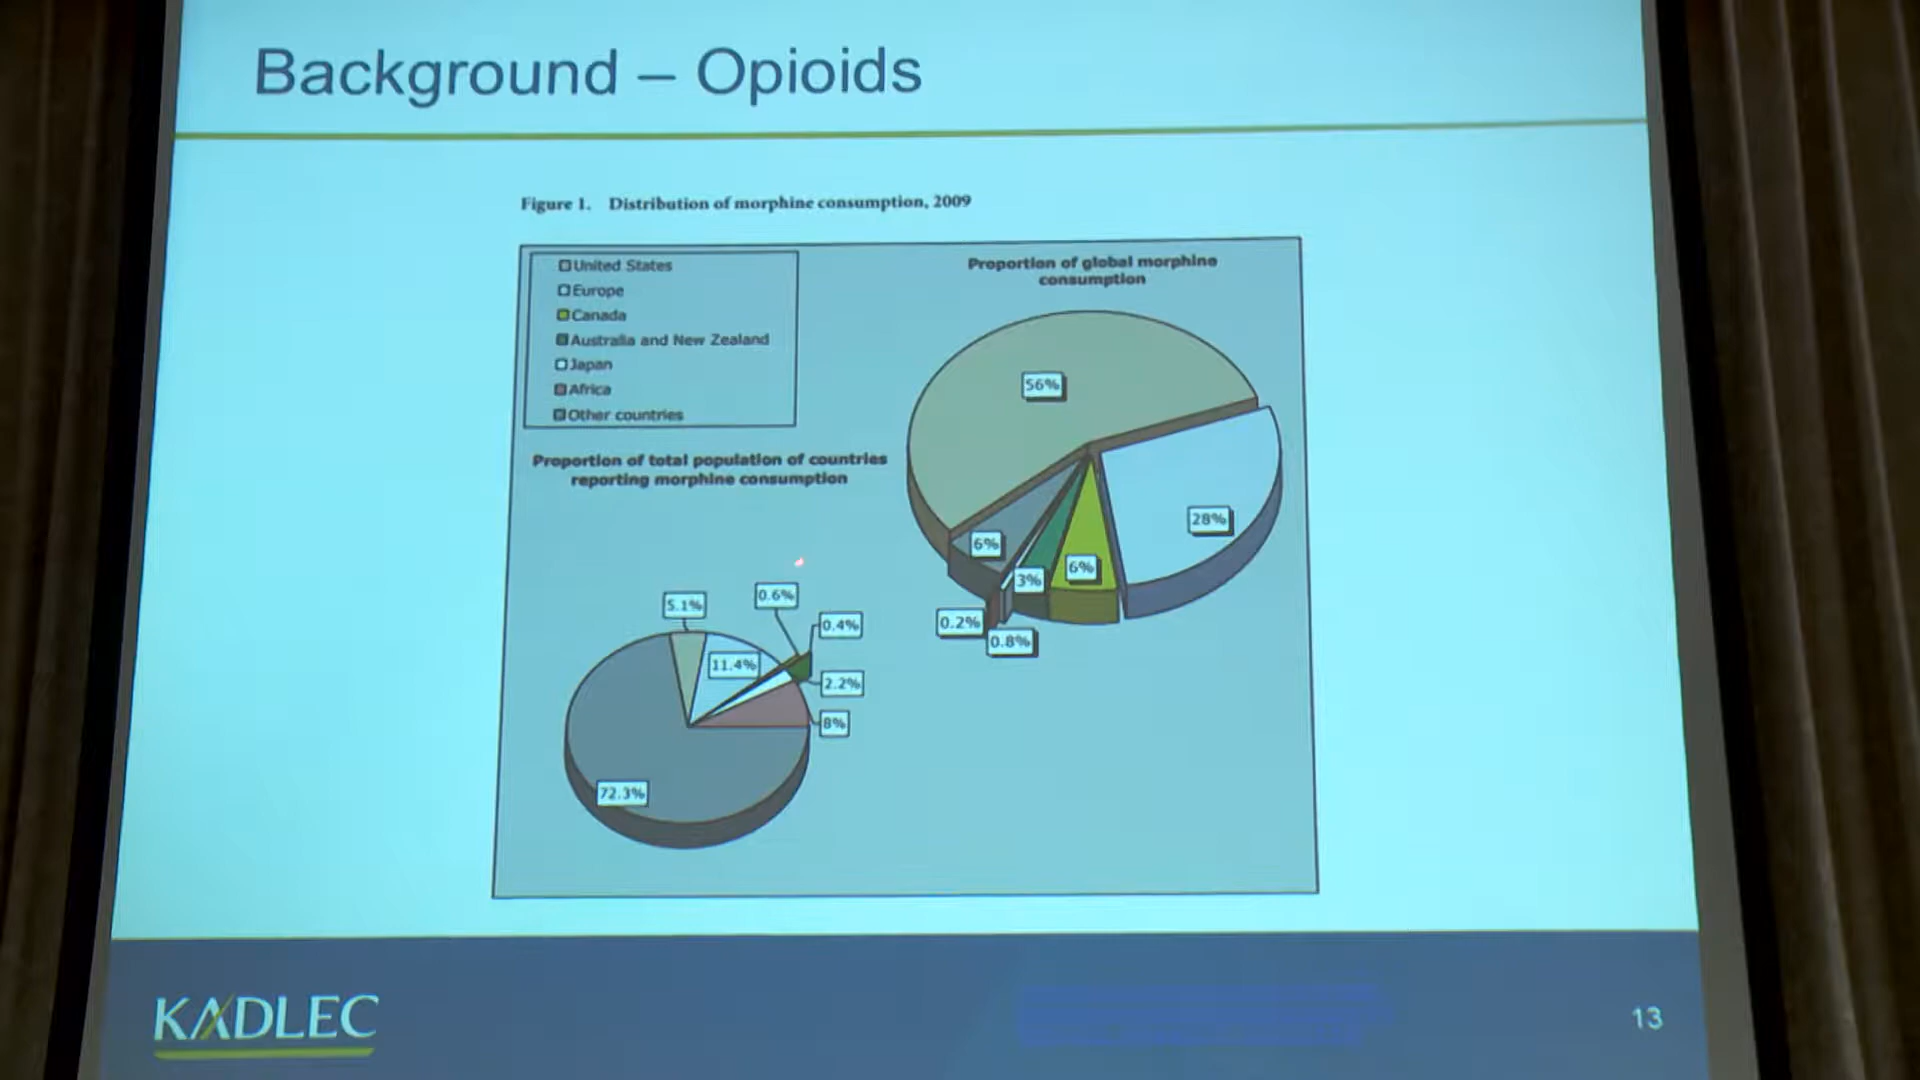 Background – Opioids
Figure 1. Distribution of morphine consumption, 2009
United States
Europe
Canada
Australia and New Zealand
Japan
Africa
Other countries
Proportion of global morphine
consumption
56%
28%
6%
3%
6%
0.2%
0.8%
Proportion of total population of countries
reporting morphine consumption
5.1%
0.6%
0.4%
11.4%
2.2%
8%
72.3%
KADLEC
13